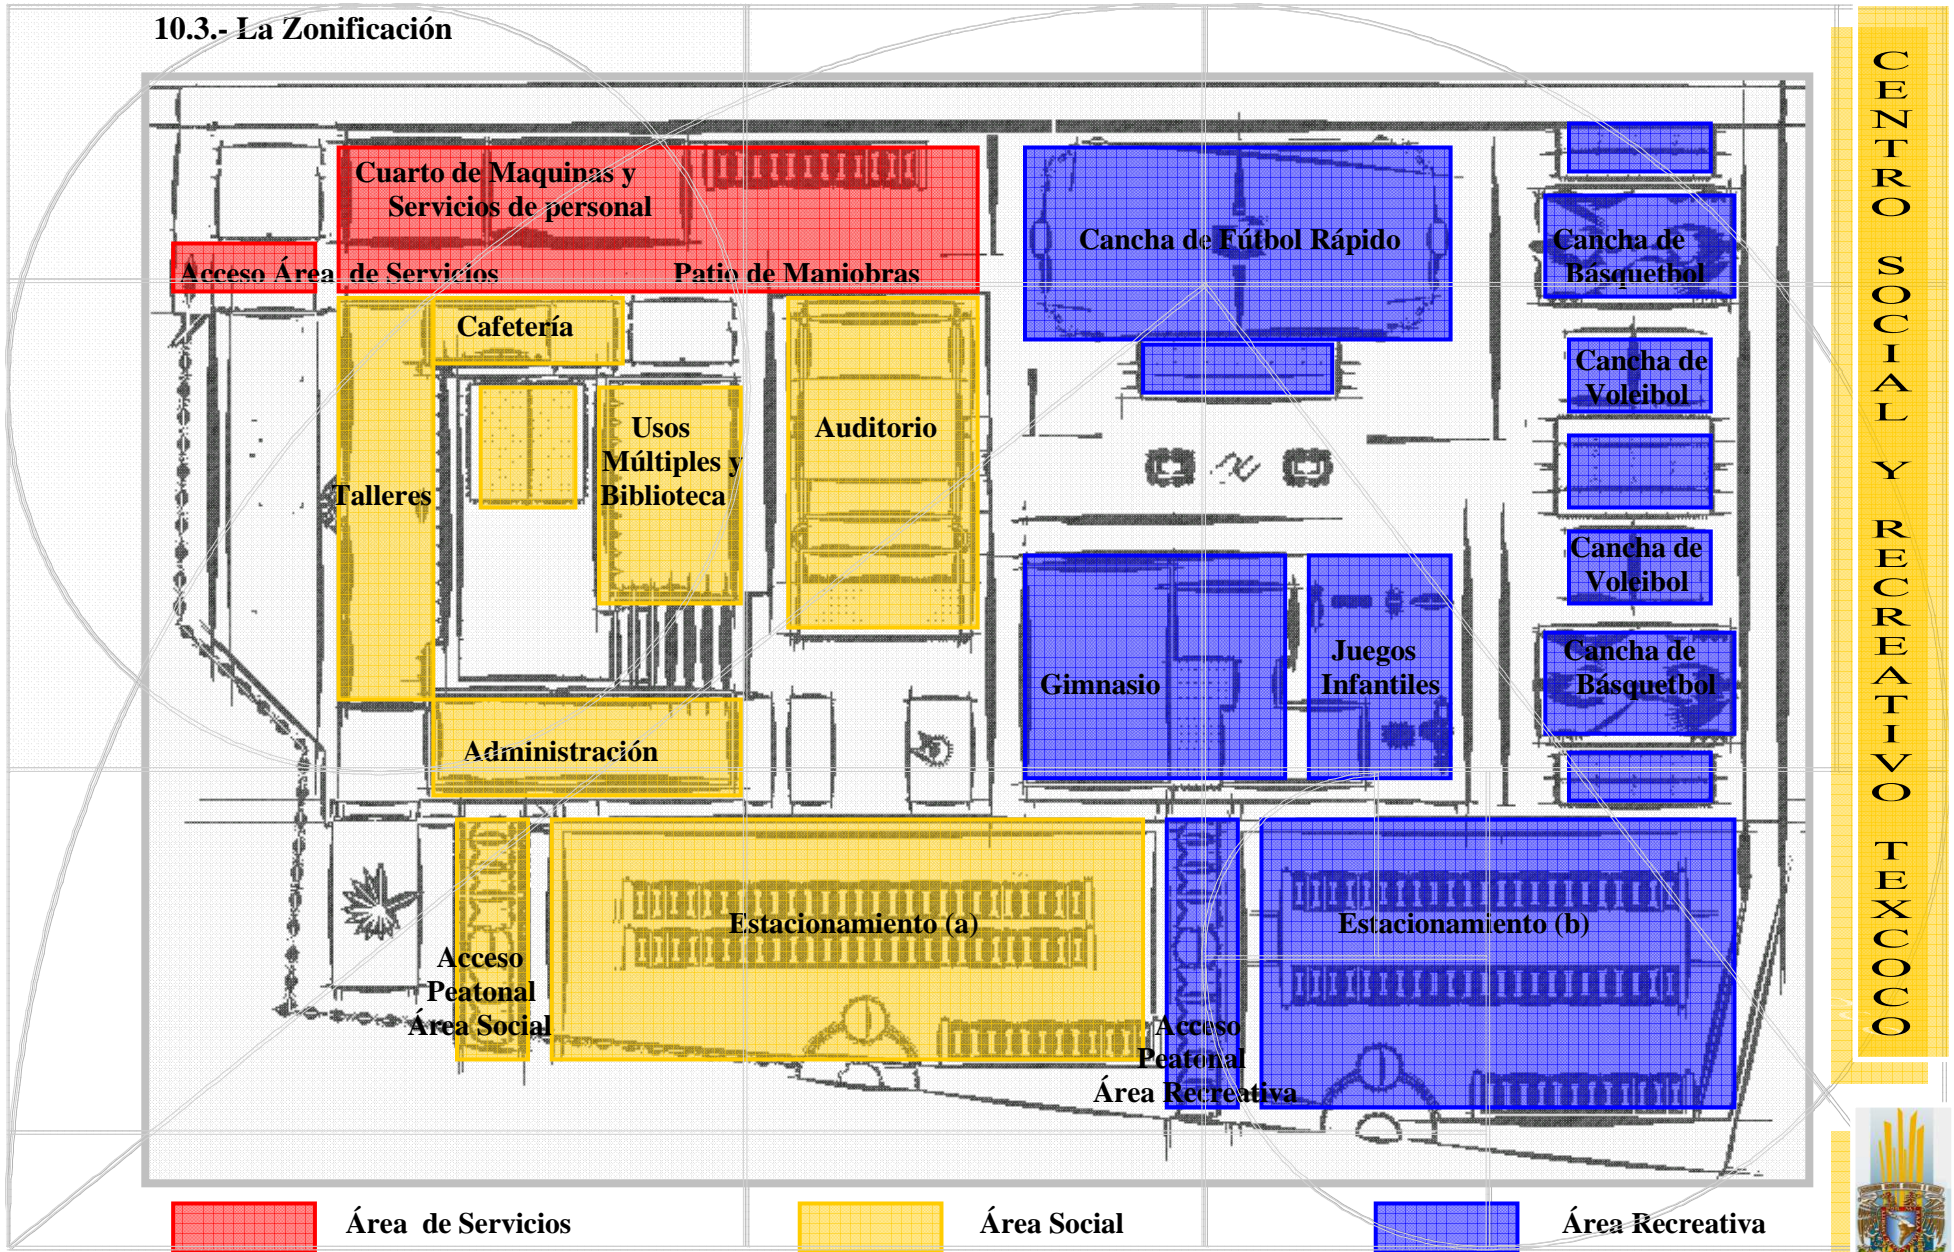 10.3.- La Zonificación
Cuarto de Maquinas y
Servicios de personal
Acceso Área de Servicios
Patio de Maniobras
Cancha de Fútbol Rápido
Cancha de
Básquetbol
Cafetería
Talleres
Usos
Múltiples y
Biblioteca
Auditorio
Cancha de
Voleibol
Cancha de
Voleibol
Gimnasio
Juegos
Infantiles
Cancha de
Básquetbol
Administración
Estacionamiento (a)
Acceso
Peatonal
Área Social
Acceso
Peatonal
Área Recreativa
Estacionamiento (b)
Área de Servicios
Área Social
Área Recreativa
CENTRO SOCIAL Y RECREATIVO TEXCOCO